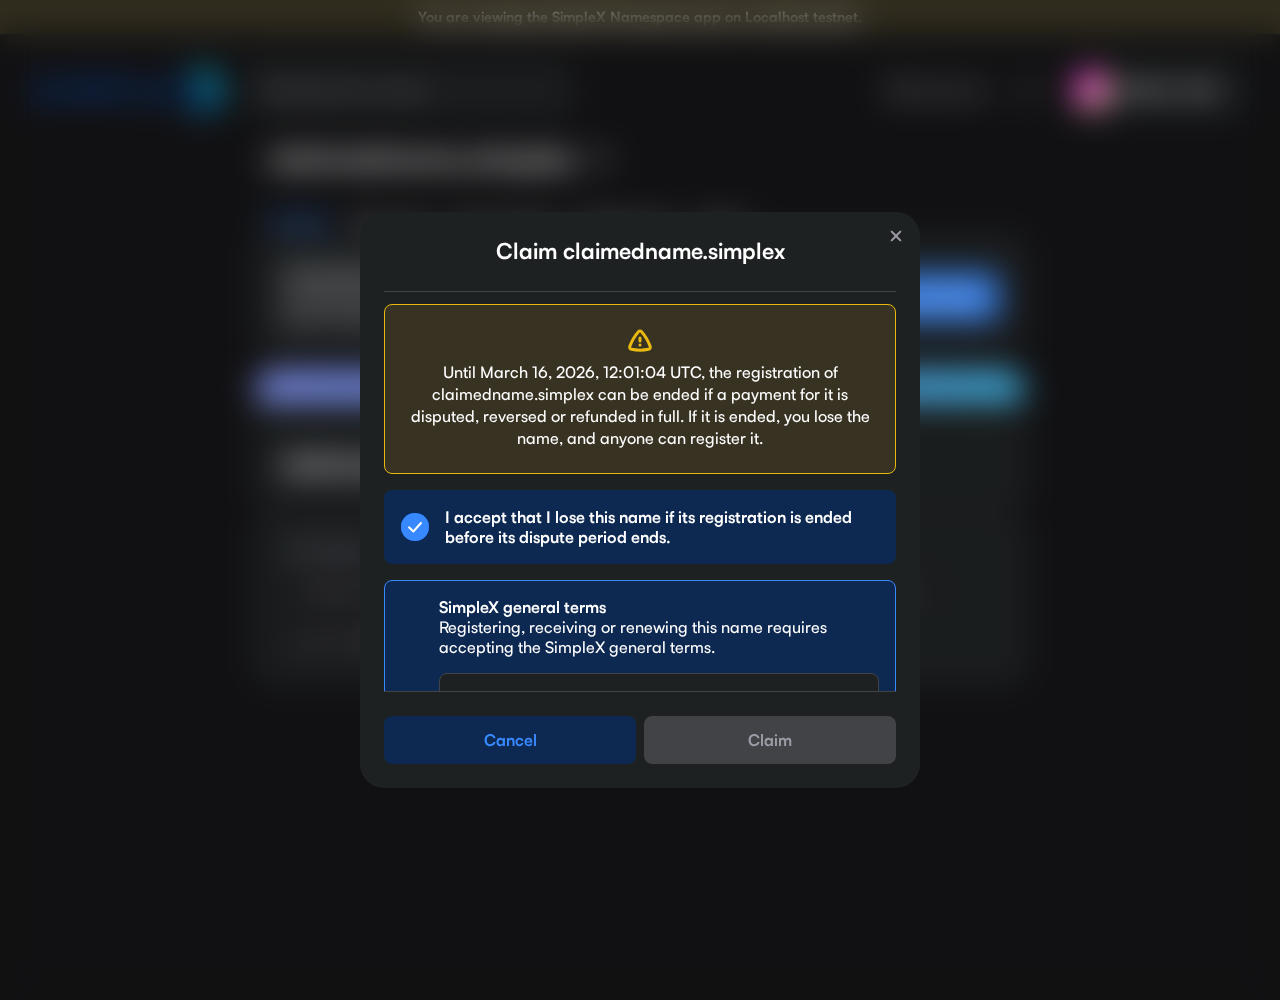 You are viewing the SimpleX Namespace app on Localhost testnet.
Claim claimedname.simplex
Until March 16, 2026, 12:01:04 UTC, the registration of
claimedname.simplex can be ended if a payment for it is
disputed, reversed or refunded in full. If it is ended, you lose the
name, and anyone can register it.
I accept that I lose this name if its registration is ended
before its dispute period ends.
SimpleX general terms
Registering, receiving or renewing this name requires
accepting the SimpleX general terms.
Cancel
Claim